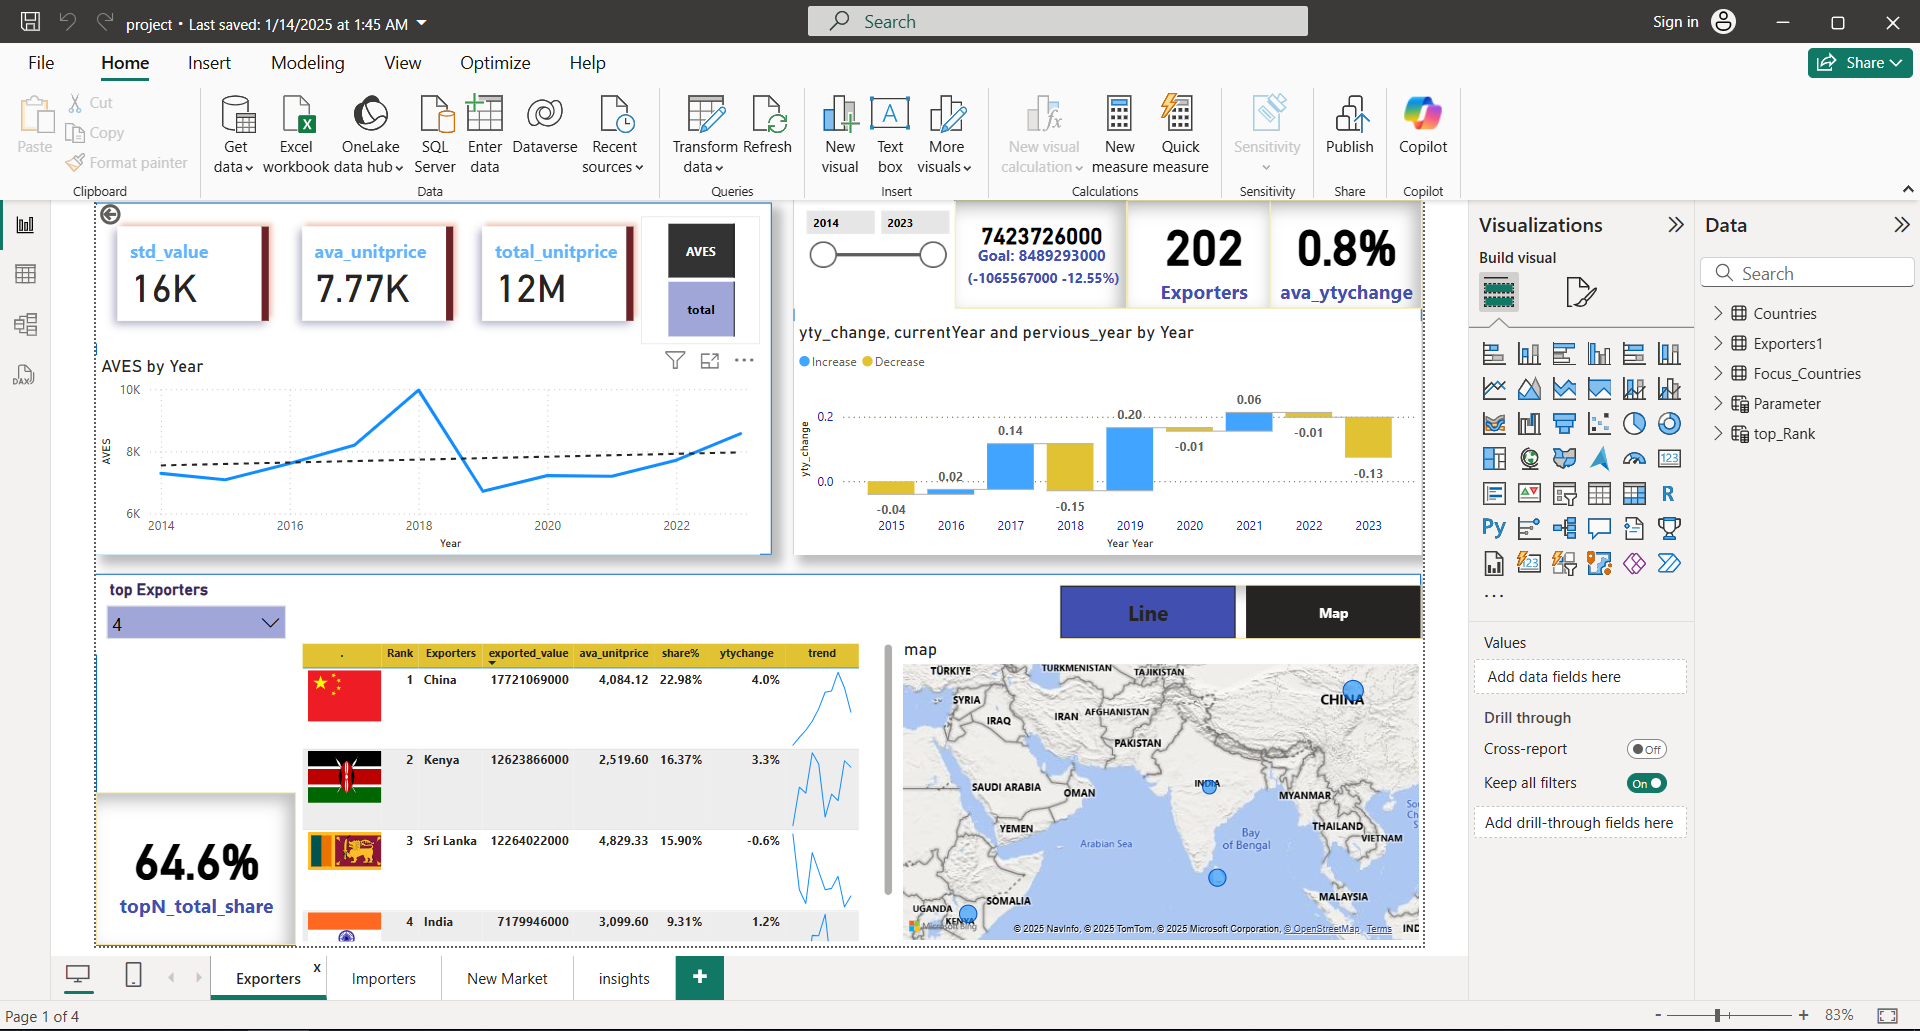 project • Last saved: 1/14/2025 at 1:45 AM
Search
Sign in
File Home Insert Modeling View Optimize Help
Share
Paste
Cut
Copy
Format painter
Clipboard
Get data
Excel workbook
OneLake data hub
SQL Server
Enter data
Dataverse
Recent sources
Data
Transform data
Refresh
Queries
New visual
Text box
More visuals
Insert
New visual calculation
New measure
Quick measure
Calculations
Sensitivity
Sensitivity
Publish
Share
Copilot
Copilot
std_value
16K
ava_unitprice
7.77K
total_unitprice
12M
AVES
total
AVES by Year
10K
8K
6K
AVES
2014 2016 2018 2020 2022
Year
2014 2023
7423726000
Goal: 8489293000
(-1065567000 -12.55%)
202
Exporters
0.8%
ava_ytychange
yty_change, currentYear and pervious_year by Year
Increase Decrease
yty_change
0.2
0.0
-0.04 0.02 0.14 -0.15 0.20 -0.01 0.06 -0.01 -0.13
2015 2016 2017 2018 2019 2020 2021 2022 2023
Year Year
top Exporters
4
Line
Map
. Rank Exporters exported_value ava_unitprice share% ytychange trend
1 China 17721069000 4,084.12 22.98% 4.0%
2 Kenya 12623866000 2,519.60 16.37% 3.3%
3 Sri Lanka 12264022000 4,829.33 15.90% -0.6%
4 India 7179946000 3,099.60 9.31% 1.2%
64.6%
topN_total_share
map
TÜRKIYE
TURKMENISTAN
TAJIKISTAN
SYRIA
IRAQ
IRAN
AFGHANISTAN
CHINA
PAKISTAN
SAUDI ARABIA
OMAN
INDIA
MYANMAR
YEMEN
Arabian Sea
Bay of Bengal
THAILAND
VIETNAM
SOMALIA
UGANDA
KENYA
MALAYSIA
Microsoft Bing
© 2025 NavInfo, © 2025 TomTom, © 2025 Microsoft Corporation, © OpenStreetMap Terms
Exporters x
Importers
New Market
insights
+
Page 1 of 4
- + 83%
Visualizations
Build visual
123
R
Py
123
...
Values
Add data fields here
Drill through
Cross-report Off
Keep all filters On
Add drill-through fields here
Data
Search
Countries
Exporters1
Focus_Countries
Parameter
top_Rank
DAX